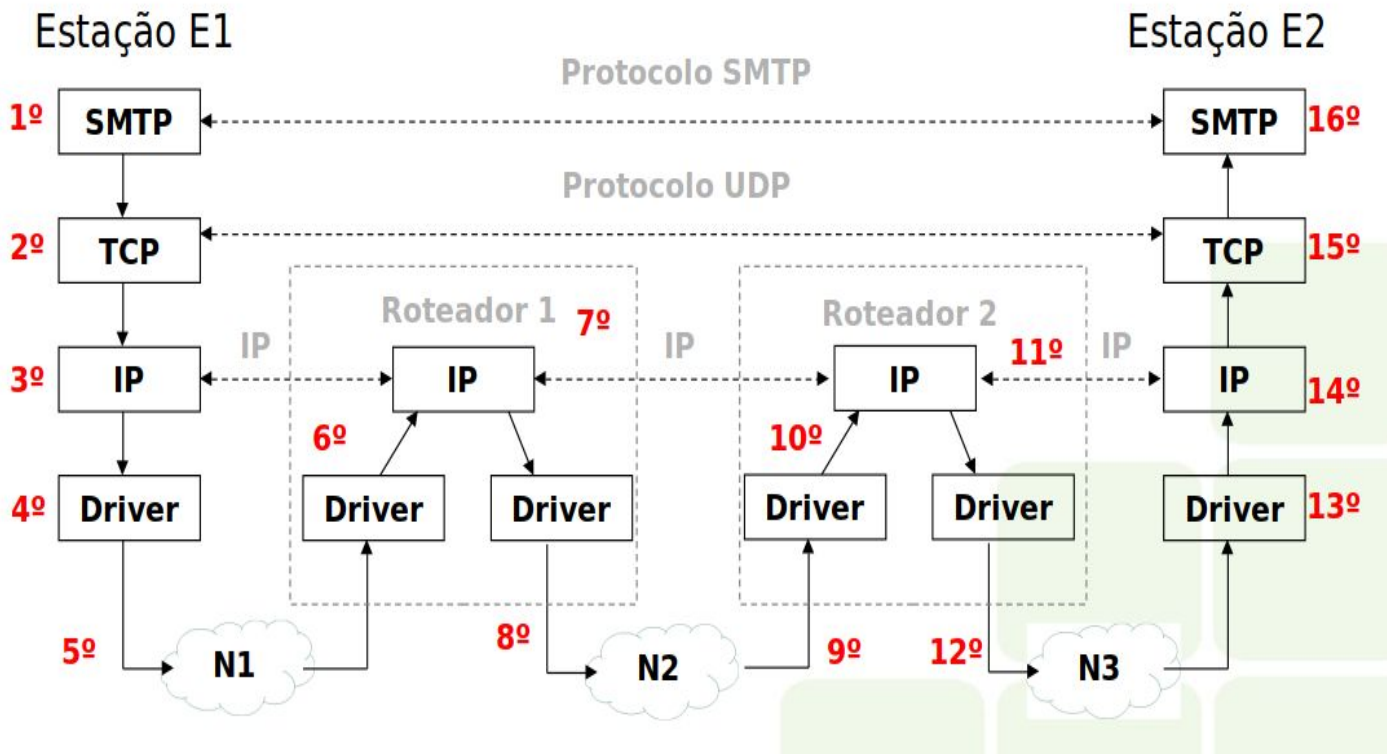 Estação E1
Estação E2
Protocolo SMTP
1º
SMTP
SMTP
16º
Protocolo UDP
2º
TCP
TCP
15º
Roteador 1
7º
Roteador 2
IP
IP
11º
IP
3º
IP
IP
IP
IP
14º
6º
10º
4º
Driver
Driver
Driver
Driver
Driver
Driver
13º
5º
N1
8º
N2
9º
12º
N3